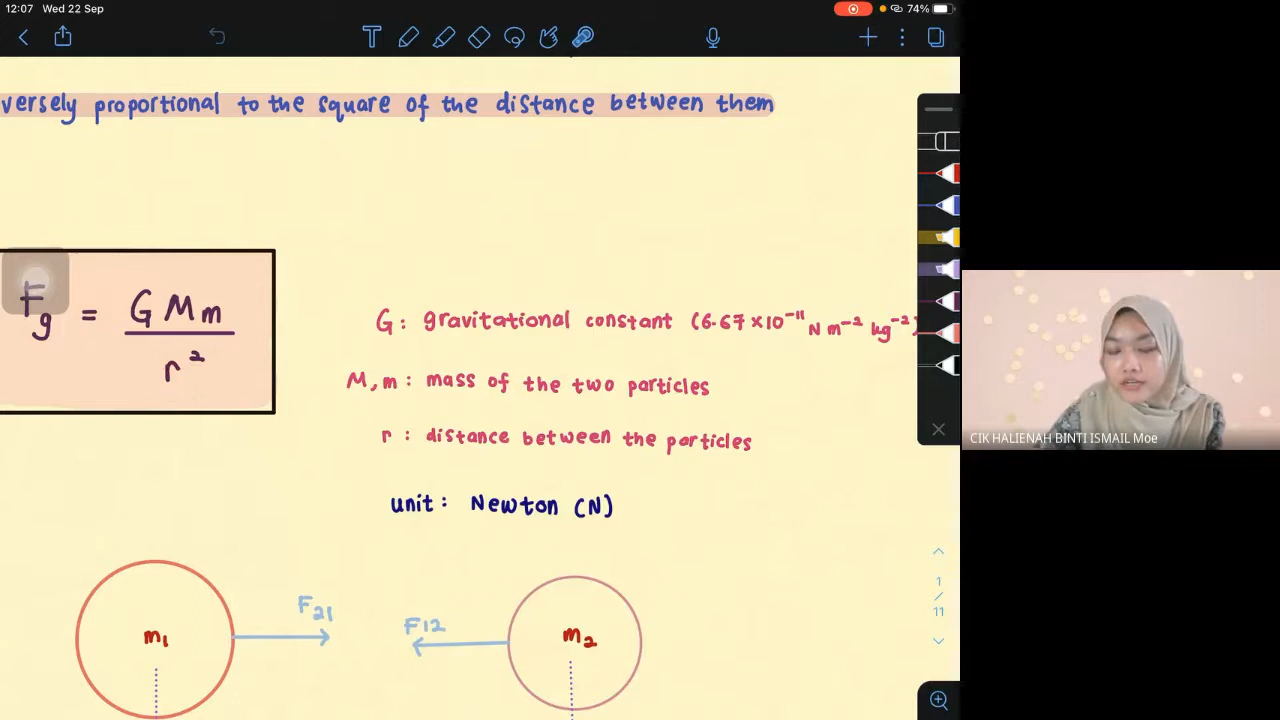 12:07 Wed 22 Sep
74%
versely proportional to the square of the distance between them
Fg = G M m
r²
G: gravitational constant (6.67 × 10⁻¹¹ N m⁻² kg⁻²)
M, m: mass of the two particles
r: distance between the particles
unit: Newton (N)
F21
F12
m1
m2
1
/
11
CIK HALIENAH BINTI ISMAIL Moe